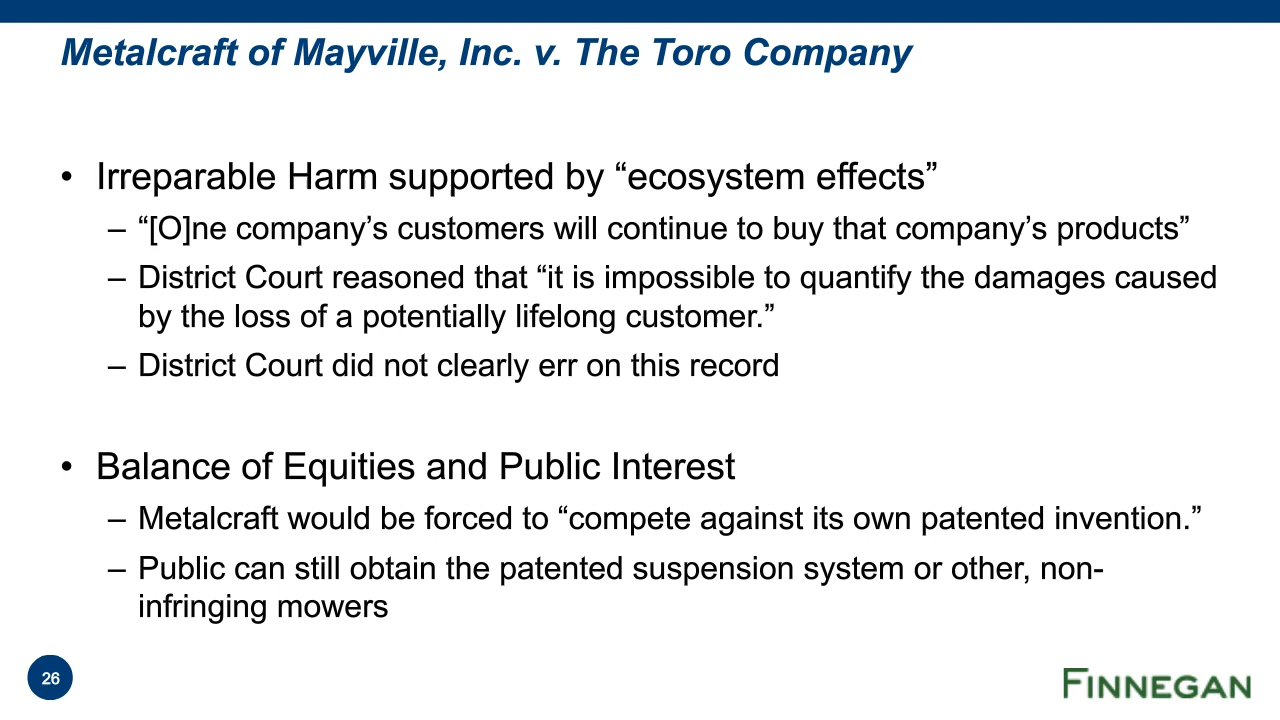 Metalcraft of Mayville, Inc. v. The Toro Company
• Irreparable Harm supported by “ecosystem effects”
– “[O]ne company’s customers will continue to buy that company’s products”
– District Court reasoned that “it is impossible to quantify the damages caused
by the loss of a potentially lifelong customer.”
– District Court did not clearly err on this record
• Balance of Equities and Public Interest
– Metalcraft would be forced to “compete against its own patented invention.”
– Public can still obtain the patented suspension system or other, non-
infringing mowers
26
FINNEGAN